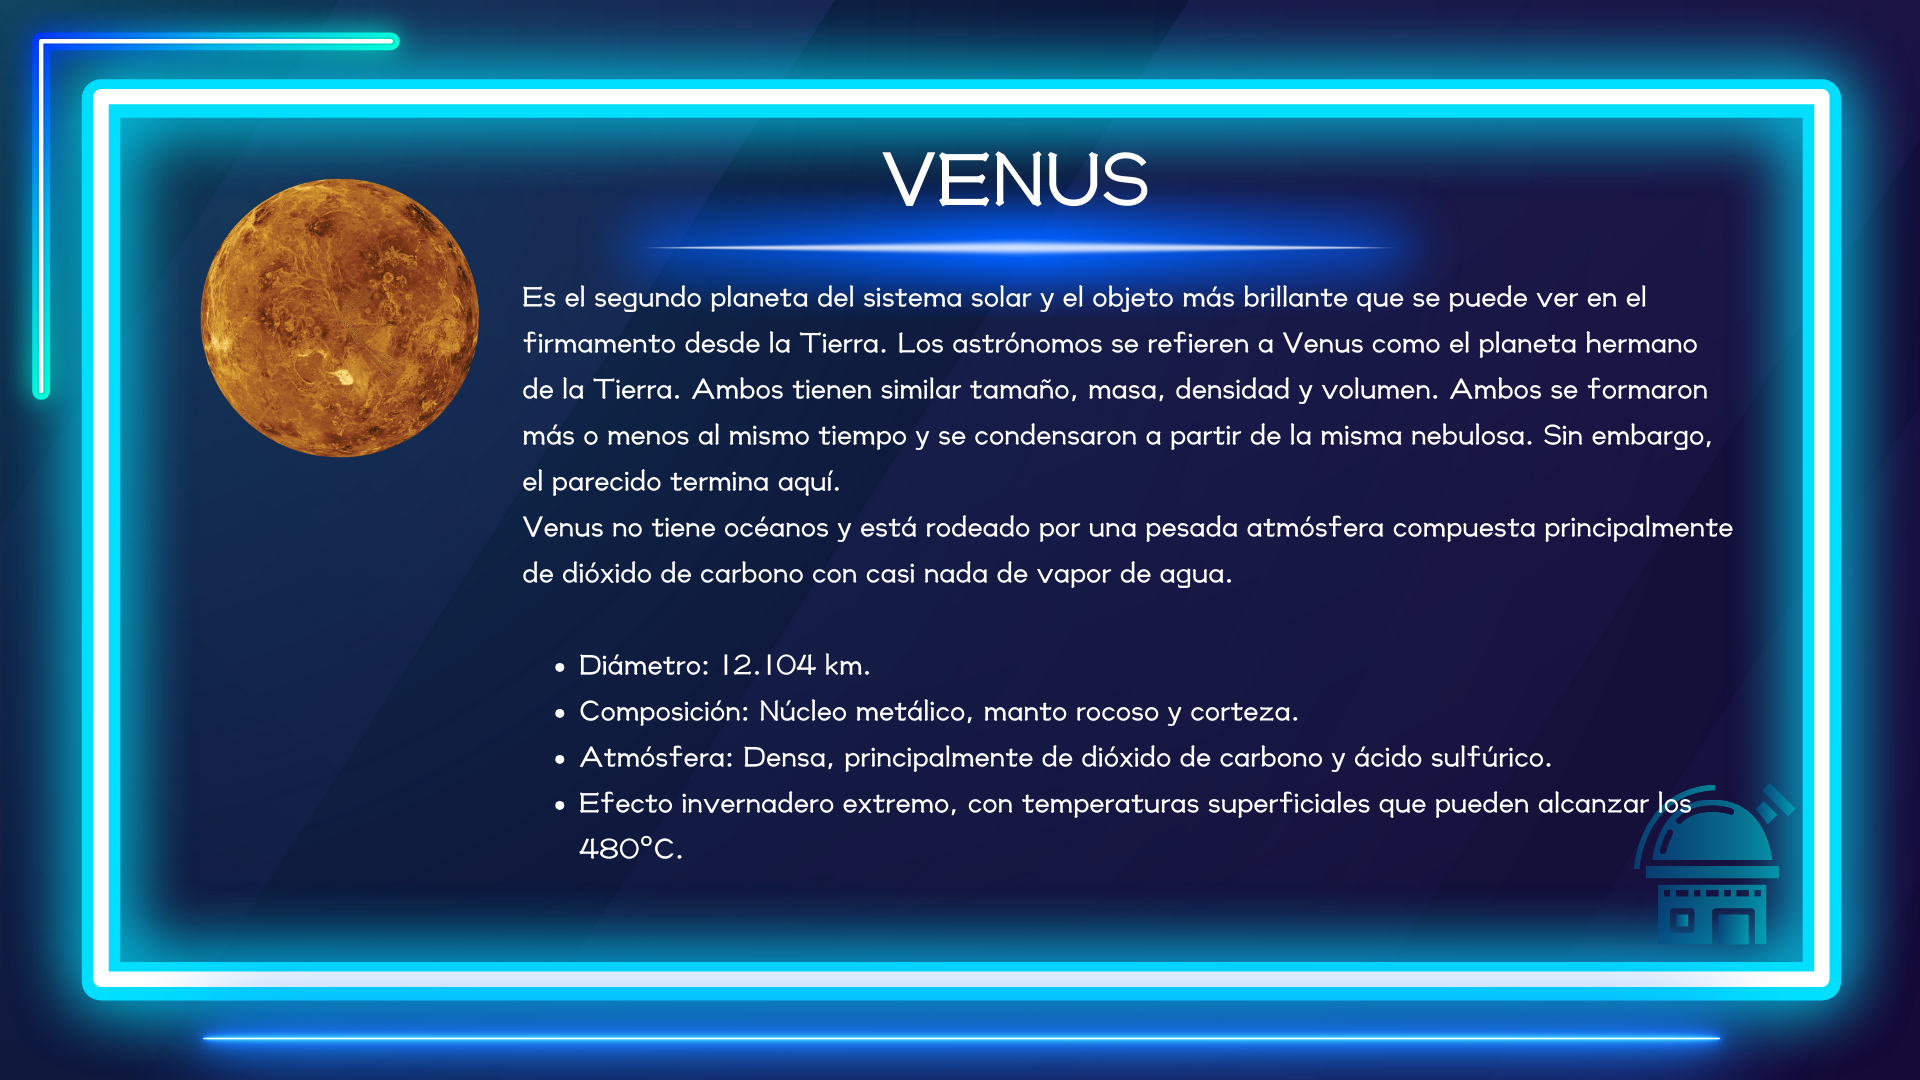 VENUS
Es el segundo planeta del sistema solar y el objeto más brillante que se puede ver en el
firmamento desde la Tierra. Los astrónomos se refieren a Venus como el planeta hermano
de la Tierra. Ambos tienen similar tamaño, masa, densidad y volumen. Ambos se formaron
más o menos al mismo tiempo y se condensaron a partir de la misma nebulosa. Sin embargo,
el parecido termina aquí.
Venus no tiene océanos y está rodeado por una pesada atmósfera compuesta principalmente
de dióxido de carbono con casi nada de vapor de agua.
• Diámetro: 12.104 km.
• Composición: Núcleo metálico, manto rocoso y corteza.
• Atmósfera: Densa, principalmente de dióxido de carbono y ácido sulfúrico.
• Efecto invernadero extremo, con temperaturas superficiales que pueden alcanzar los
480°C.